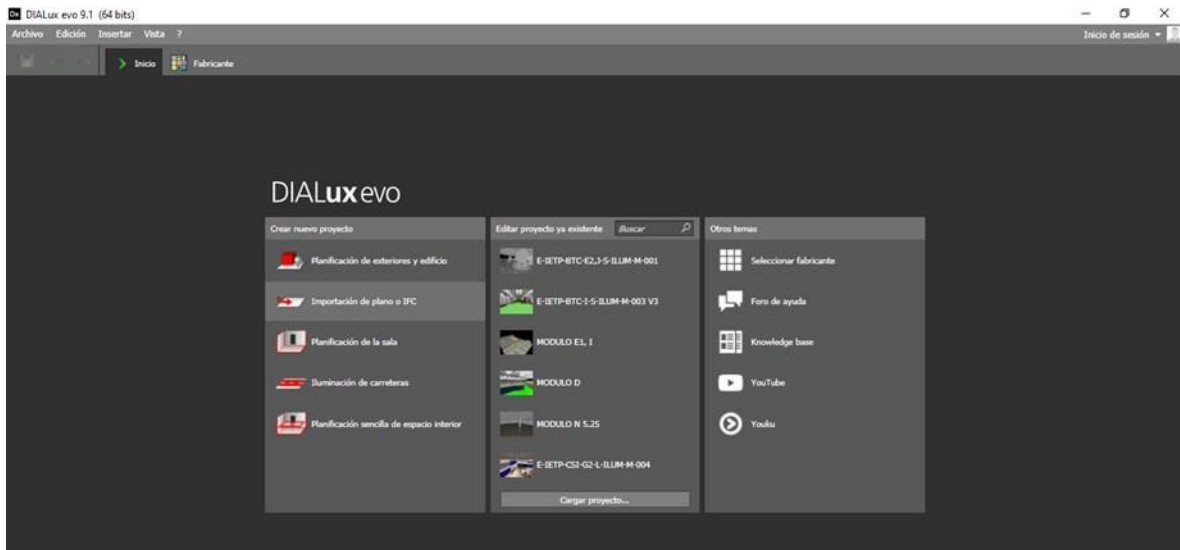 Dx DIALux evo 9.1 (64 bits)
Archivo Edición Insertar Vista ?
Inicio de sesión
Inicio Fabricante
DIALux evo
Crear nuevo proyecto
Planificación de exteriores y edificio
Importación de plano o IFC
Planificación de la sala
Iluminación de carreteras
Planificación sencilla de espacio interior
Editar proyecto ya existente Buscar
E-IETP-BTC-E2,J-S-ILUM-M-001
E-IETP-BTC-I-S-ILUM-M-003 V3
MODULO E1, I
MODULO D
MODULO N 5.25
E-IETP-CSI-G2-L-ILUM-M-004
Cargar proyecto...
Otros temas
Seleccionar fabricante
Foro de ayuda
Knowledge base
YouTube
Youku